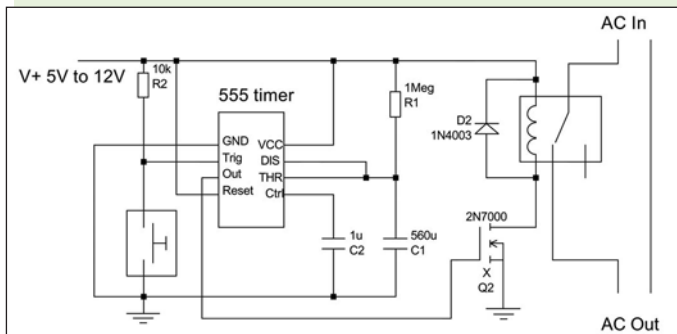 AC In
V+ 5V to 12V
10k
R2
555 timer
1Meg
R1
D2
1N4003
GND
VCC
Trig
DIS
Out
THR
Reset
Ctrl
2N7000
1u
C2
560u
C1
X
Q2
AC Out